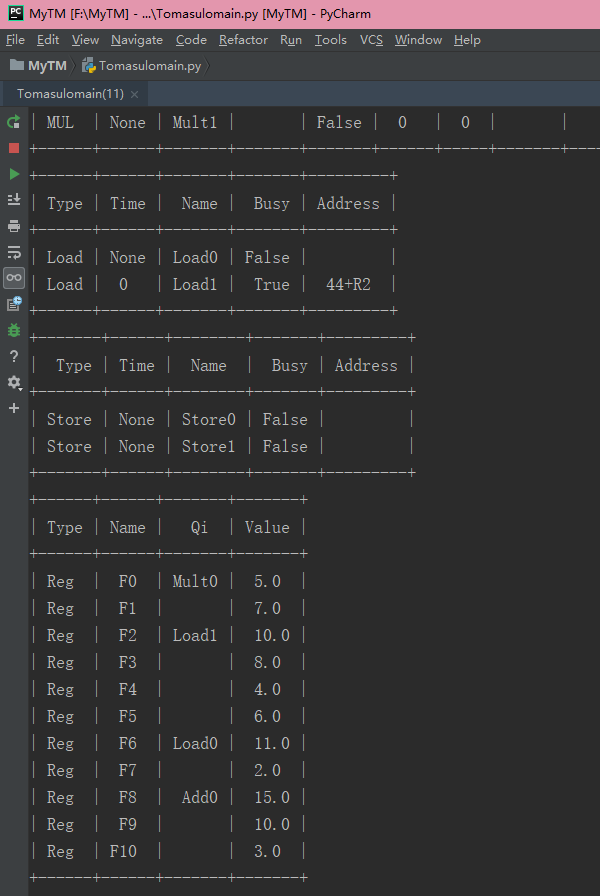 MyTM [F:\MyTM] - ...\Tomasulomain.py [MyTM] - PyCharm
File Edit View Navigate Code Refactor Run Tools VCS Window Help
MyTM Tomasulomain.py
Tomasulomain(11) ×
| MUL | None | Mult1 | | False | 0 | 0 | |
+------+------+-------+-------+-------+-----+-----+-------+----
+------+------+-------+-------+---------+
| Type | Time | Name | Busy | Address |
+------+------+-------+-------+---------+
| Load | None | Load0 | False | |
| Load | 0 | Load1 | True | 44+R2 |
+------+------+-------+-------+---------+
+-------+------+--------+-------+---------+
| Type | Time | Name | Busy | Address |
+-------+------+--------+-------+---------+
| Store | None | Store0 | False | |
| Store | None | Store1 | False | |
+-------+------+--------+-------+---------+
+------+------+-------+-------+
| Type | Name | Qi | Value |
+------+------+-------+-------+
| Reg | F0 | Mult0 | 5.0 |
| Reg | F1 | | 7.0 |
| Reg | F2 | Load1 | 10.0 |
| Reg | F3 | | 8.0 |
| Reg | F4 | | 4.0 |
| Reg | F5 | | 6.0 |
| Reg | F6 | Load0 | 11.0 |
| Reg | F7 | | 2.0 |
| Reg | F8 | Add0 | 15.0 |
| Reg | F9 | | 10.0 |
| Reg | F10 | | 3.0 |
+------+------+-------+-------+